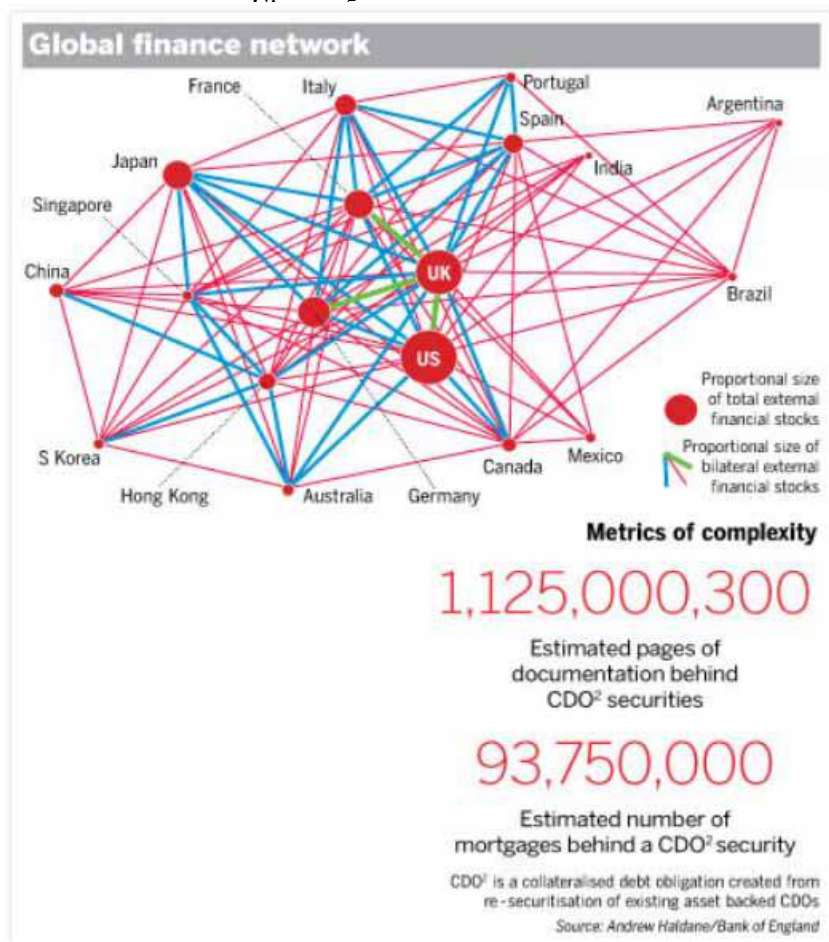 Global finance network
France
Italy
Portugal
Argentina
Spain
Japan
India
Singapore
UK
China
Brazil
US
Proportional size
of total external
financial stocks
S Korea
Proportional size of
bilateral external
financial stocks
Canada
Mexico
Hong Kong
Australia
Germany
Metrics of complexity
1,125,000,300
Estimated pages of
documentation behind
CDO² securities
93,750,000
Estimated number of
mortgages behind a CDO² security
CDO² is a collateralised debt obligation created from
re-securitisation of existing asset backed CDOs
Source: Andrew Haldane/Bank of England